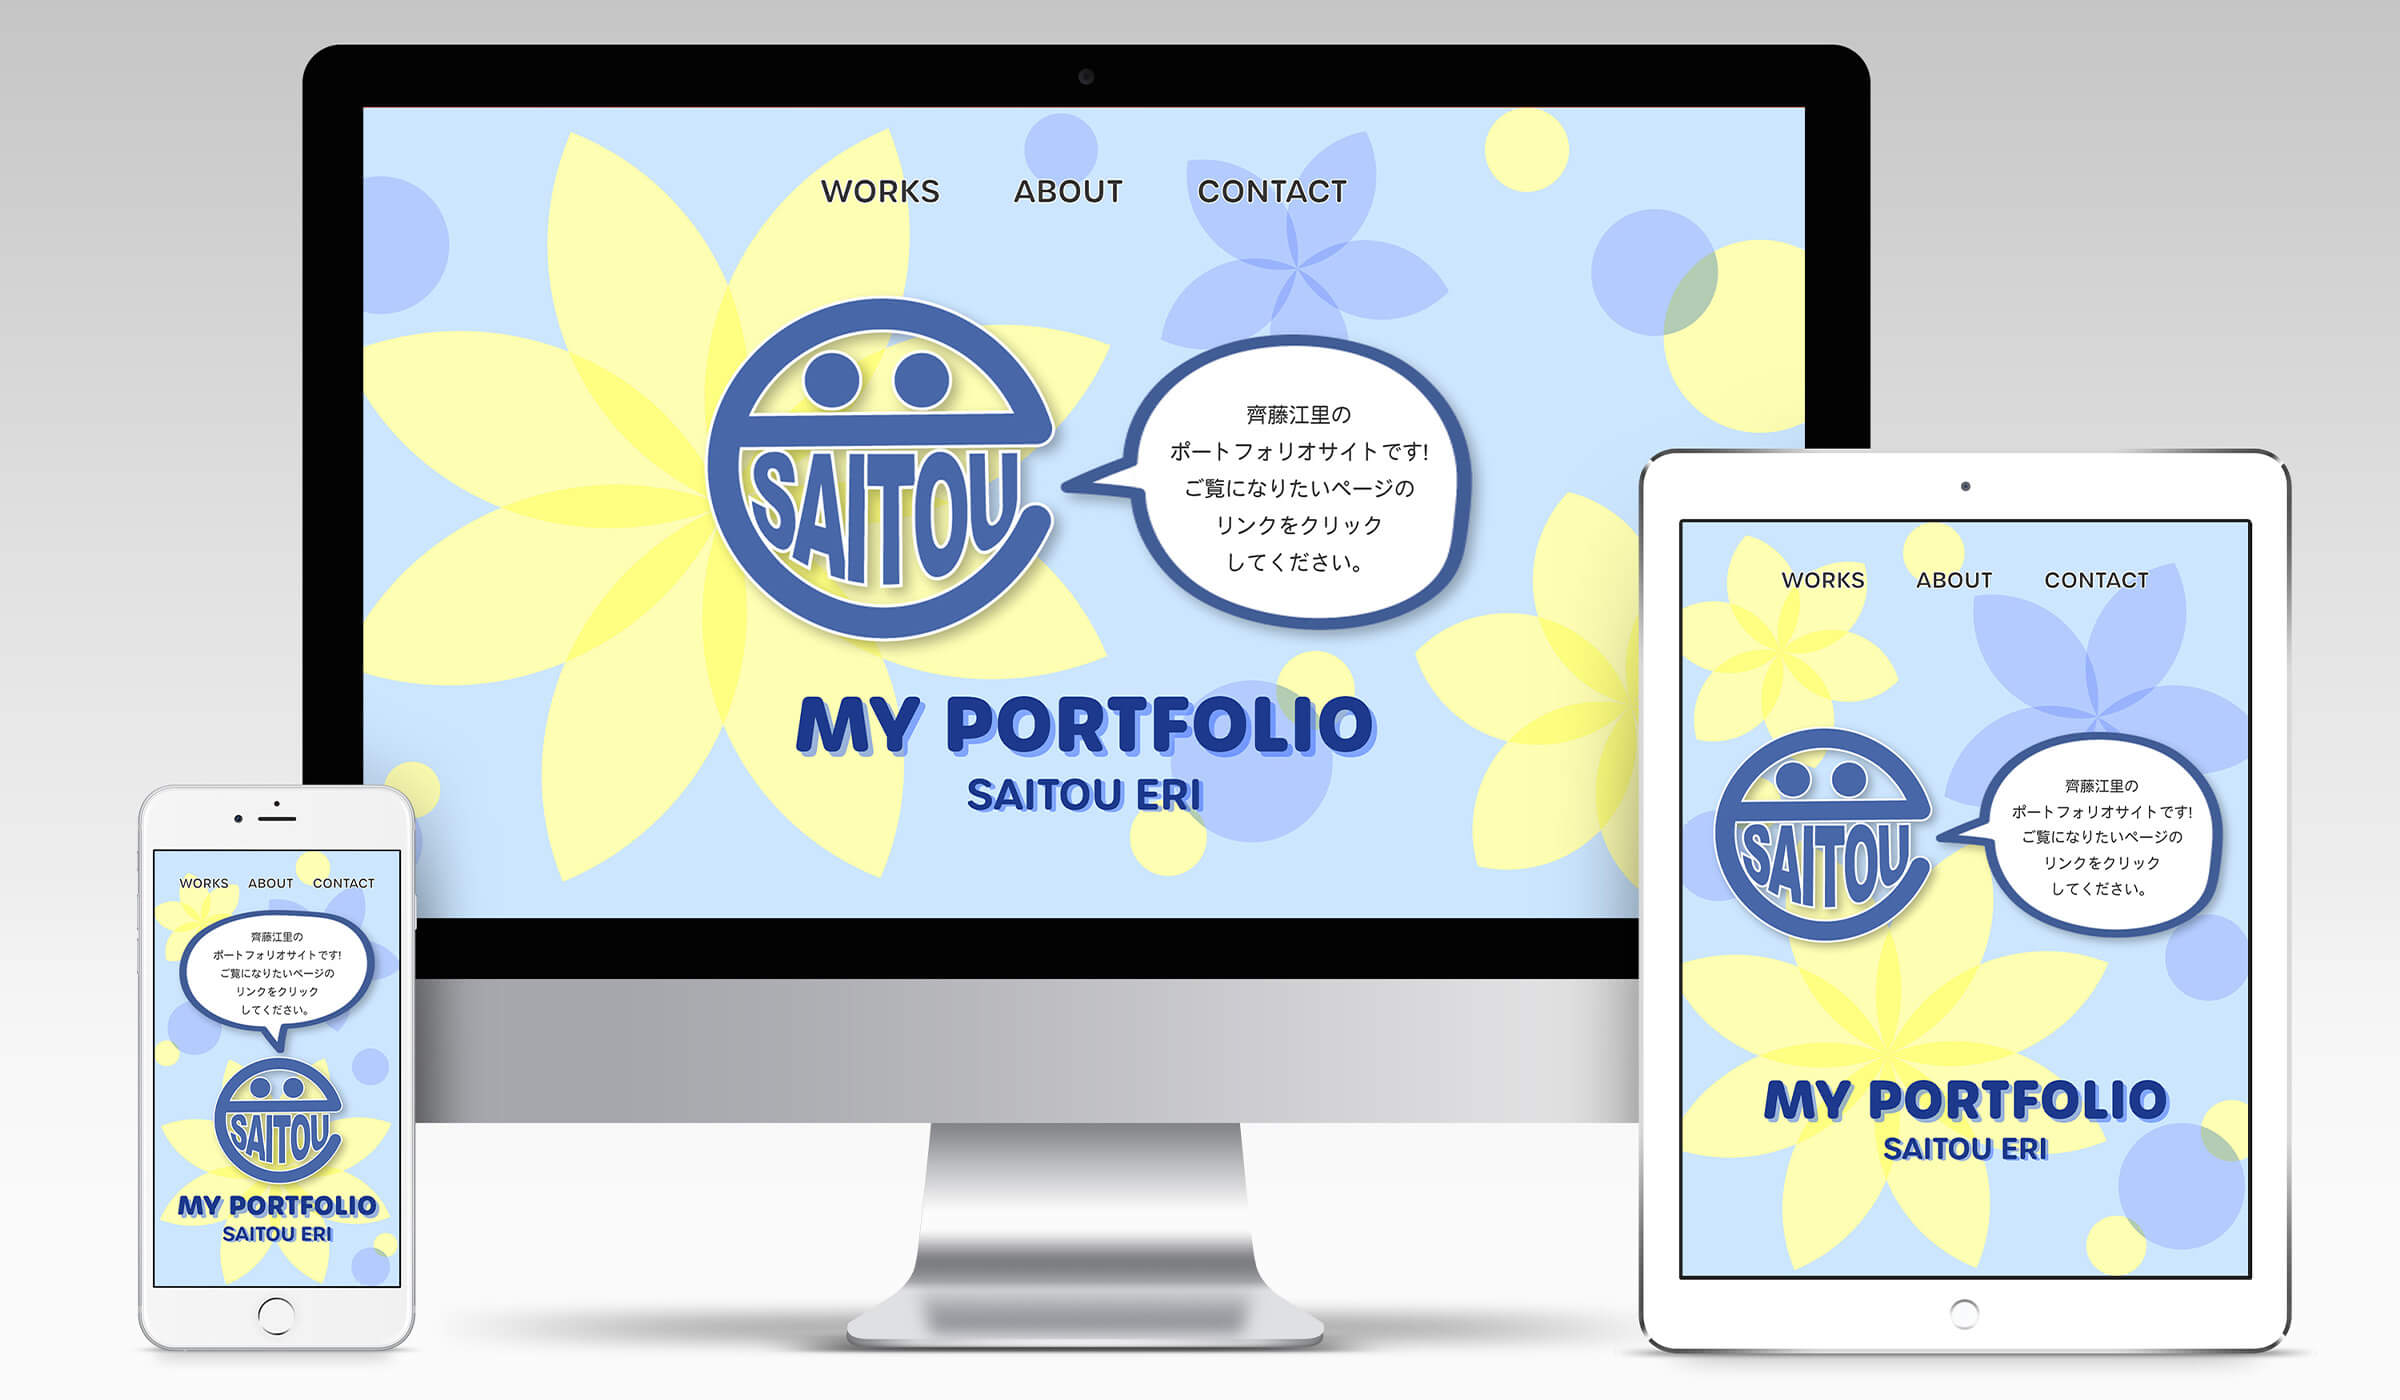 WORKS ABOUT CONTACT
SAITOU
齊藤江里の
ポートフォリオサイトです!
ご覧になりたいページの
リンクをクリック
してください。
MY PORTFOLIO
SAITOU ERI
WORKS ABOUT CONTACT
齊藤江里の
ポートフォリオサイトです!
ご覧になりたいページの
リンクをクリック
してください。
SAITOU
MY PORTFOLIO
SAITOU ERI
WORKS ABOUT CONTACT
SAITOU
齊藤江里の
ポートフォリオサイトです!
ご覧になりたいページの
リンクをクリック
してください。
MY PORTFOLIO
SAITOU ERI